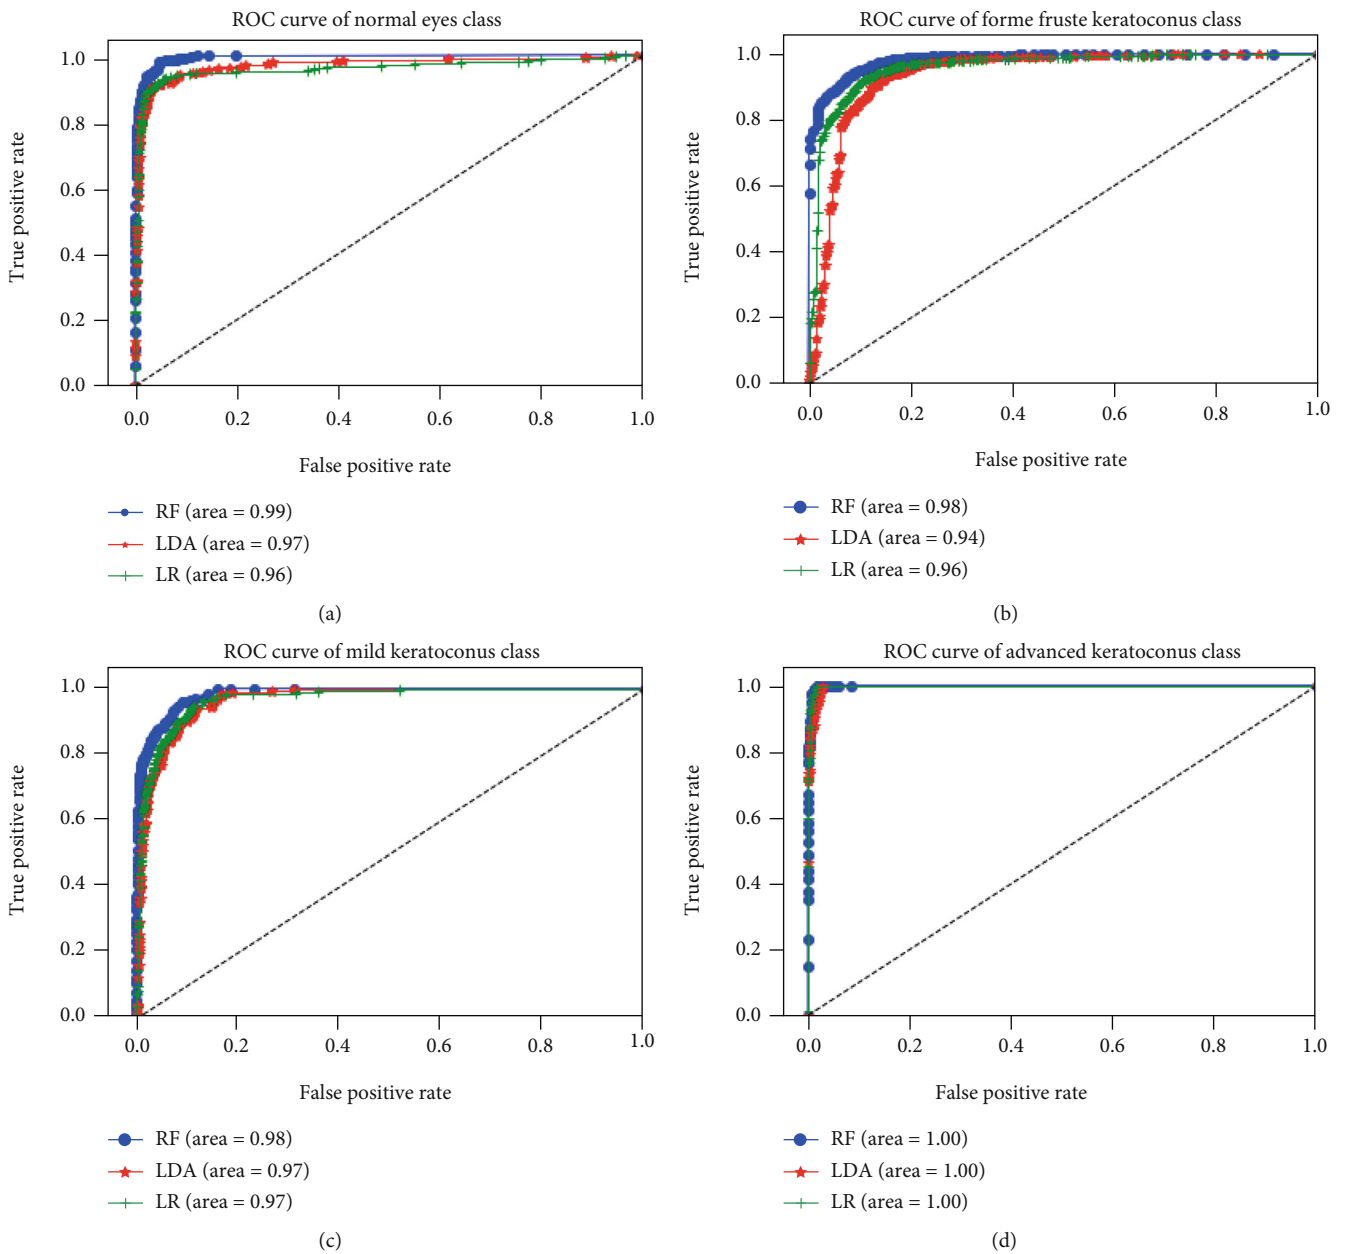 ROC curve of normal eyes class
True positive rate
1.0
0.8
0.6
0.4
0.2
0.0
0.0 0.2 0.4 0.6 0.8 1.0
False positive rate
RF (area = 0.99)
LDA (area = 0.97)
LR (area = 0.96)
(a)
ROC curve of forme fruste keratoconus class
True positive rate
1.0
0.8
0.6
0.4
0.2
0.0
0.0 0.2 0.4 0.6 0.8 1.0
False positive rate
RF (area = 0.98)
LDA (area = 0.94)
LR (area = 0.96)
(b)
ROC curve of mild keratoconus class
True positive rate
1.0
0.8
0.6
0.4
0.2
0.0
0.0 0.2 0.4 0.6 0.8 1.0
False positive rate
RF (area = 0.98)
LDA (area = 0.97)
LR (area = 0.97)
(c)
ROC curve of advanced keratoconus class
True positive rate
1.0
0.8
0.6
0.4
0.2
0.0
0.0 0.2 0.4 0.6 0.8 1.0
False positive rate
RF (area = 1.00)
LDA (area = 1.00)
LR (area = 1.00)
(d)